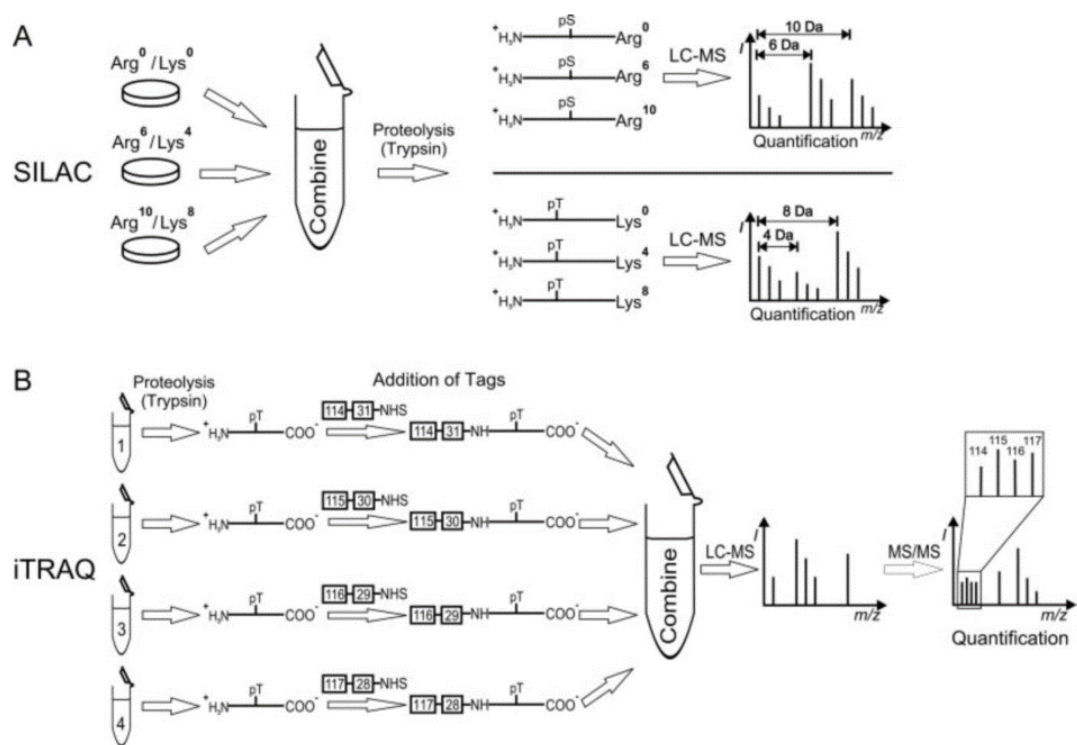 A
SILAC
Arg⁰/Lys⁰
Arg⁶/Lys⁴
Arg¹⁰/Lys⁸
Combine
Proteolysis
(Trypsin)
⁺H₃N pS Arg⁰
⁺H₃N pS Arg⁶
⁺H₃N pS Arg¹⁰
LC-MS
I
10 Da
6 Da
m/z
Quantification
⁺H₃N pT Lys⁰
⁺H₃N pT Lys⁴
⁺H₃N pT Lys⁸
LC-MS
I
8 Da
4 Da
m/z
Quantification
B
iTRAQ
Proteolysis
(Trypsin)
Addition of Tags
1 ⁺H₃N pT COO⁻ 114 31 NHS 114 31 NH pT COO⁻
2 ⁺H₃N pT COO⁻ 115 30 NHS 115 30 NH pT COO⁻
3 ⁺H₃N pT COO⁻ 116 29 NHS 116 29 NH pT COO⁻
4 ⁺H₃N pT COO⁻ 117 28 NHS 117 28 NH pT COO⁻
Combine
LC-MS
I
m/z
MS/MS
I
114 115 116 117
m/z
Quantification